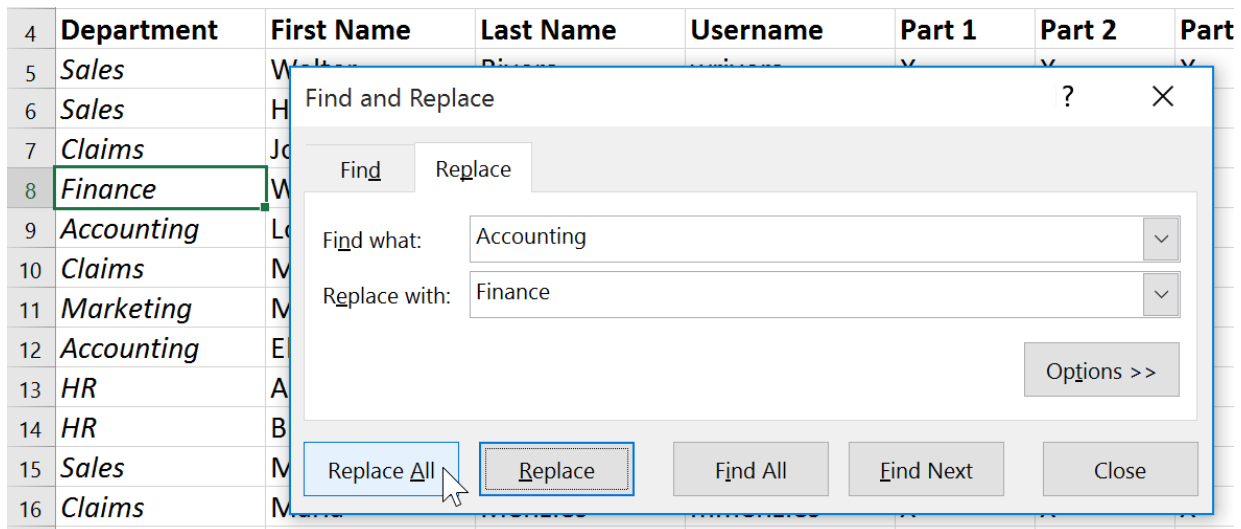 4 Department First Name Last Name Username Part 1 Part 2 Part
5 Sales
6 Sales H
7 Claims
8 Finance W
9 Accounting
10 Claims M
11 Marketing M
12 Accounting
13 HR A
14 HR B
15 Sales M
16 Claims
Find and Replace ? X
Find Replace
Find what: Accounting
Replace with: Finance
Options >>
Replace All Replace Find All Find Next Close